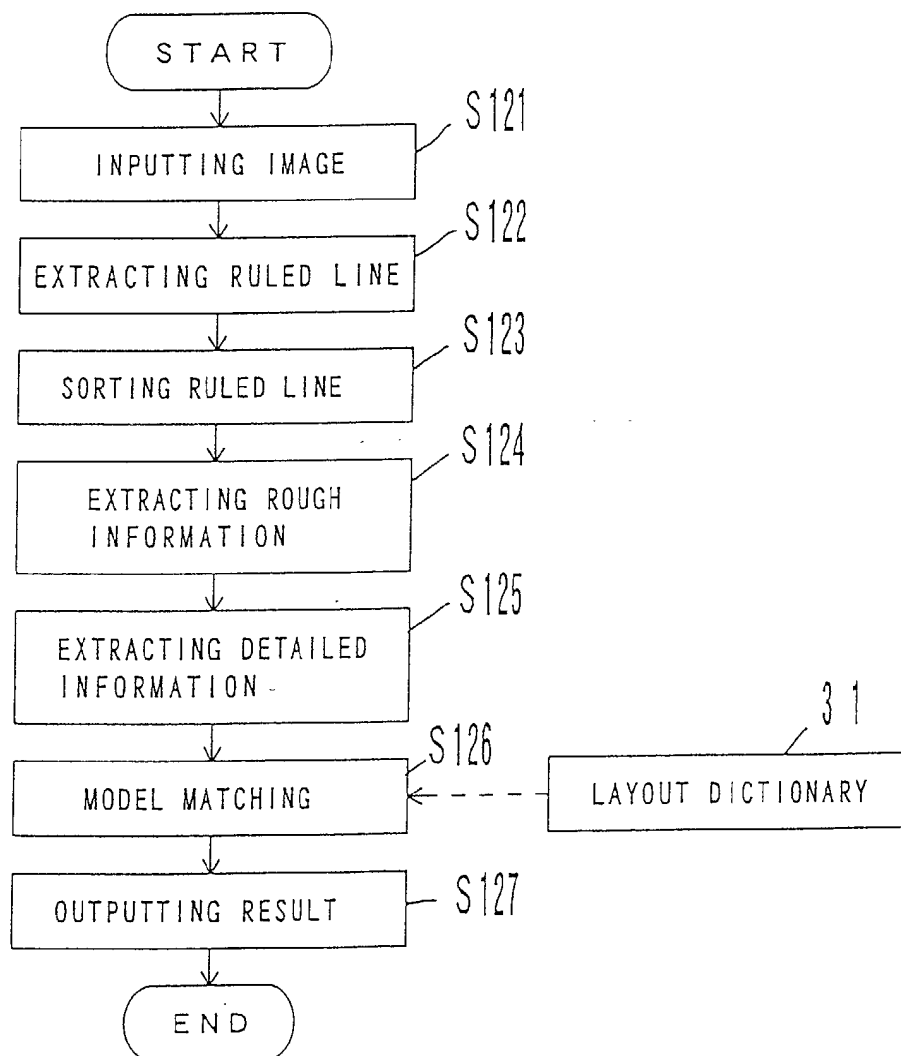 START
S121
INPUTTING IMAGE
S122
EXTRACTING RULED LINE
S123
SORTING RULED LINE
S124
EXTRACTING ROUGH
INFORMATION
S125
EXTRACTING DETAILED
INFORMATION
S126
MODEL MATCHING
31
LAYOUT DICTIONARY
S127
OUTPUTTING RESULT
END